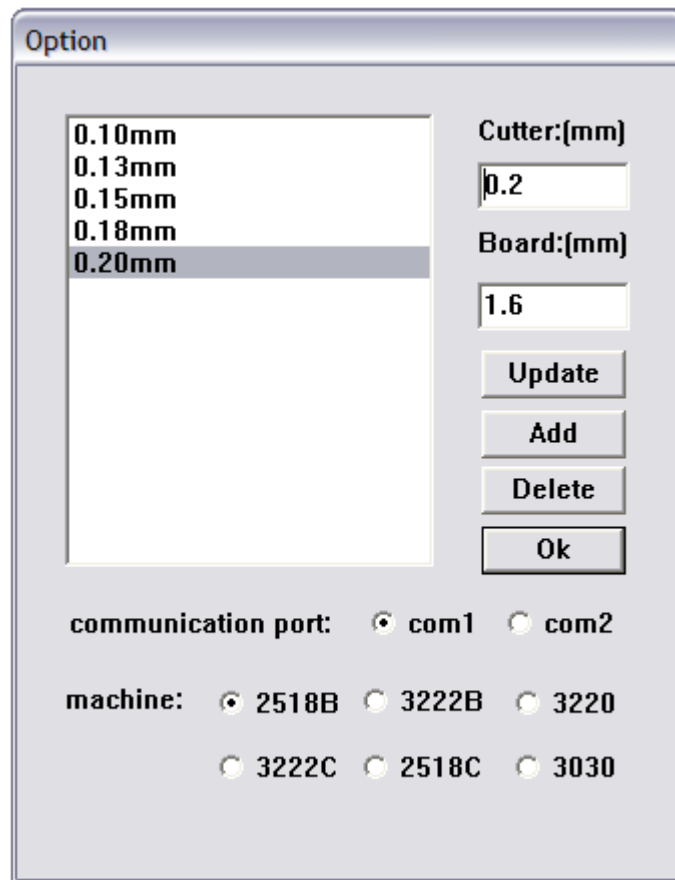 Option
0.10mm
0.13mm
0.15mm
0.18mm
0.20mm
Cutter:(mm)
0.2
Board:(mm)
1.6
Update
Add
Delete
Ok
communication port: com1 com2
machine: 2518B 3222B 3220
3222C 2518C 3030